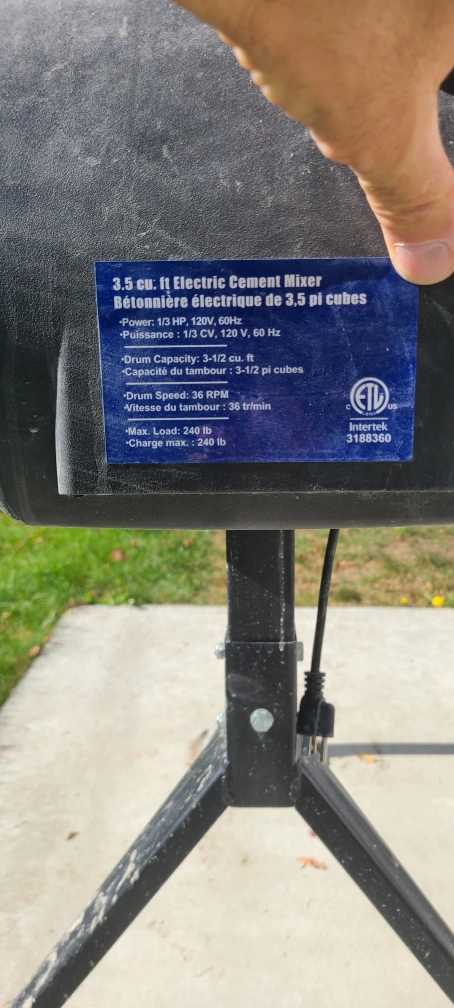 3.5 cu. ft Electric Cement Mixer
Bétonnière électrique de 3,5 pi cubes
•Power: 1/3 HP, 120V, 60Hz
•Puissance : 1/3 CV, 120 V, 60 Hz
•Drum Capacity: 3-1/2 cu. ft
•Capacité du tambour : 3-1/2 pi cubes
•Drum Speed: 36 RPM
•Vitesse du tambour : 36 tr/min
•Max. Load: 240 lb
•Charge max. : 240 lb
ETL
C US
Intertek
3188360